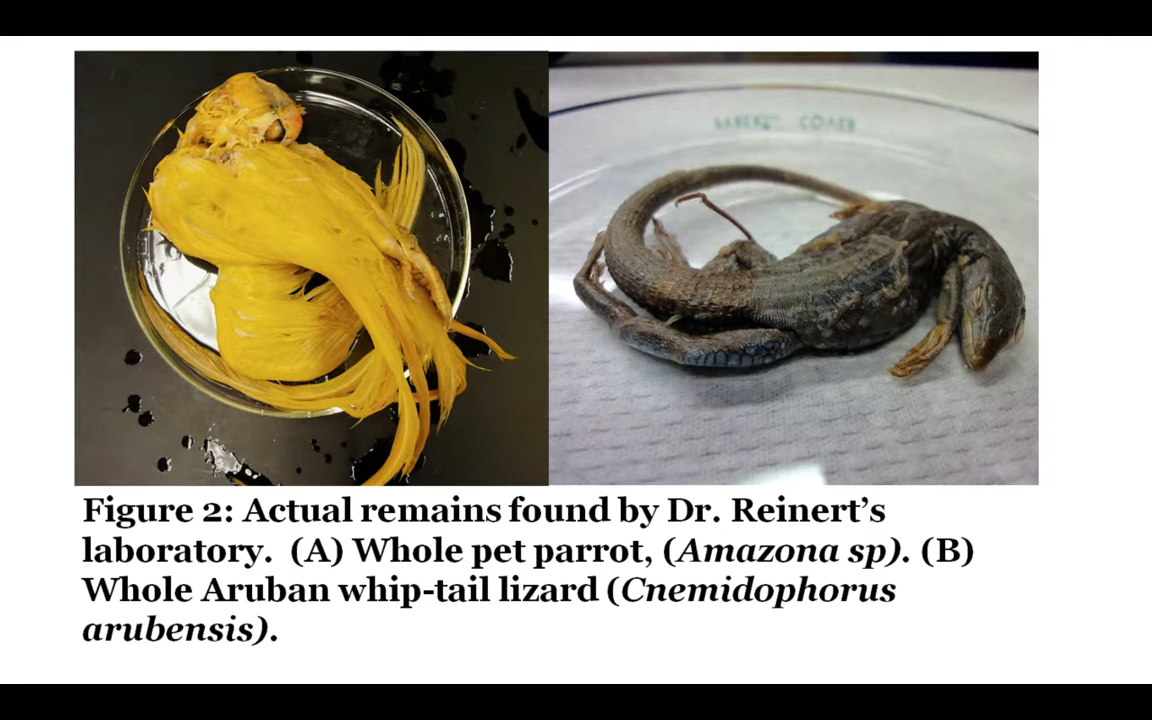 Figure 2: Actual remains found by Dr. Reinert's
laboratory. (A) Whole pet parrot, (Amazona sp). (B)
Whole Aruban whip-tail lizard (Cnemidophorus
arubensis).